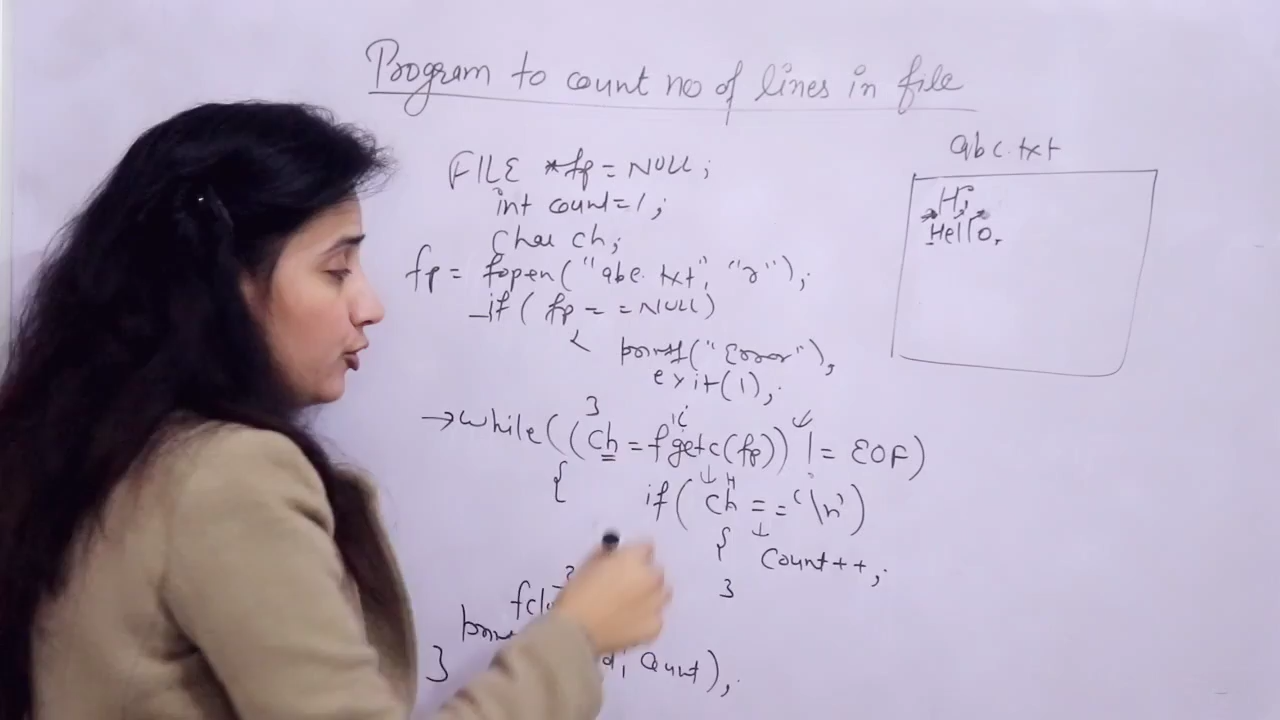 Program to count no of lines in file
FILE *fp = NULL;
int count=1;
Char ch;
fp = fopen("abc.txt", "r");
if( fp = = NULL)
{ printf("Error");
exit(1);
3
→while((ch = fgetc(fp)) != EOF)
{
if( ch = = '\n')
{ Count++;
}
}
count);
}
abc.txt
Hi
Hello.